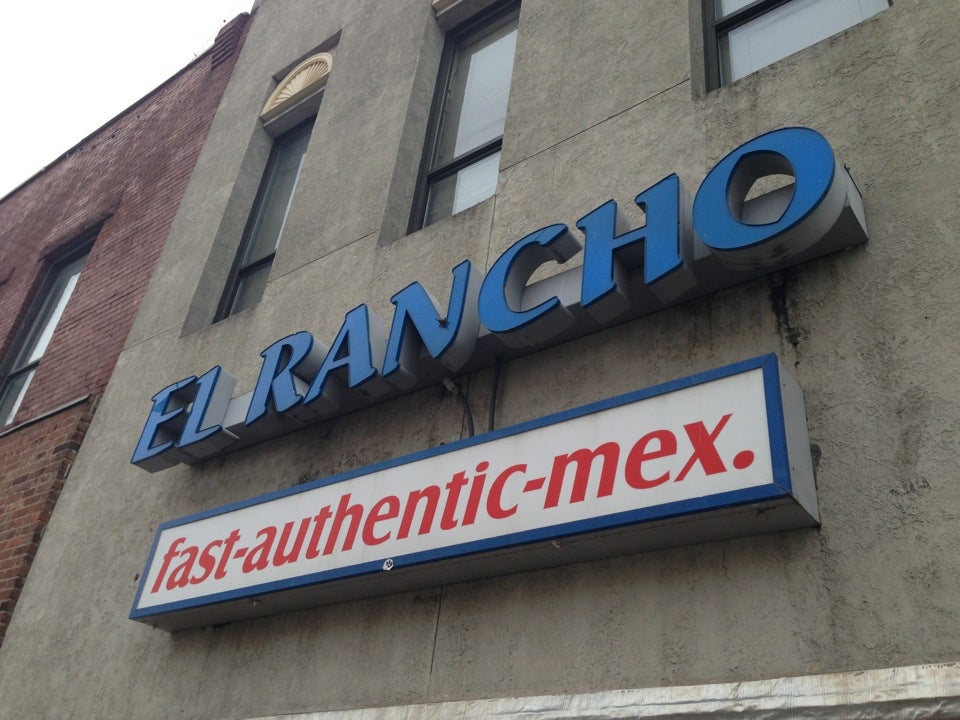 EL RANCHO
fast-authentic-mex.